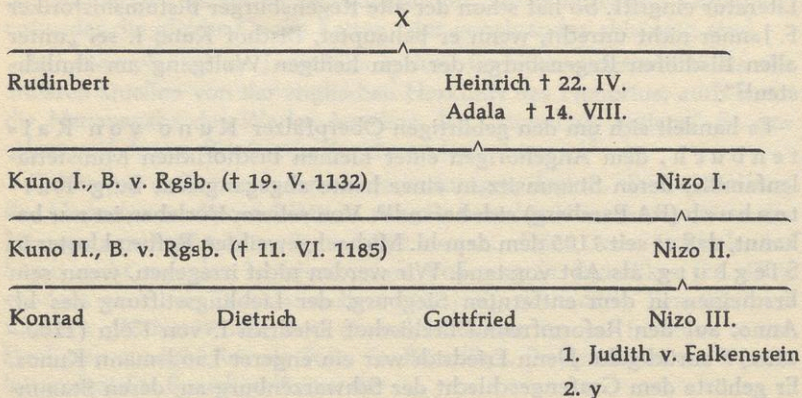 X
Rudinbert Heinrich † 22. IV.
Adala † 14. VIII.
Kuno I., B. v. Rgsb. († 19. V. 1132) Nizo I.
Kuno II., B. v. Rgsb. († 11. VI. 1185) Nizo II.
Konrad Dietrich Gottfried Nizo III.
1. Judith v. Falkenstein
2. y